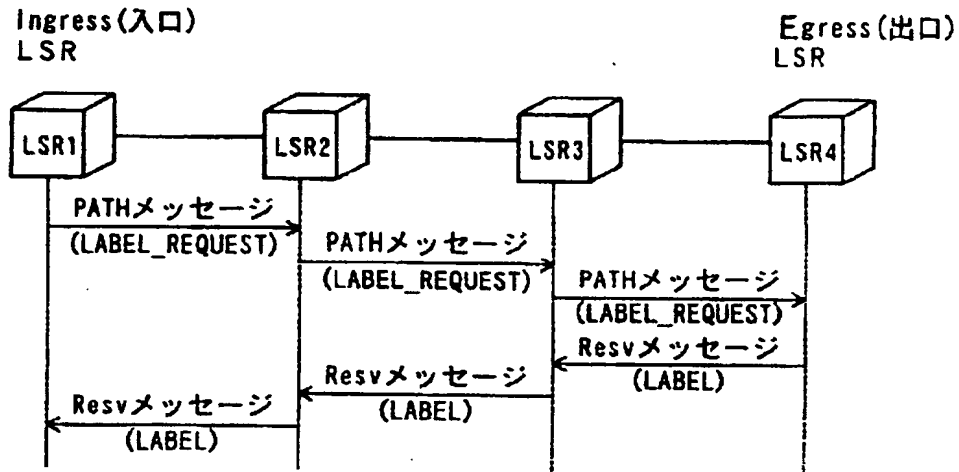 Ingress(入口)
LSR
Egress(出口)
LSR
LSR1
LSR2
LSR3
LSR4
PATHメッセージ
(LABEL_REQUEST)
PATHメッセージ
(LABEL_REQUEST)
PATHメッセージ
(LABEL_REQUEST)
Resvメッセージ
(LABEL)
Resvメッセージ
(LABEL)
Resvメッセージ
(LABEL)